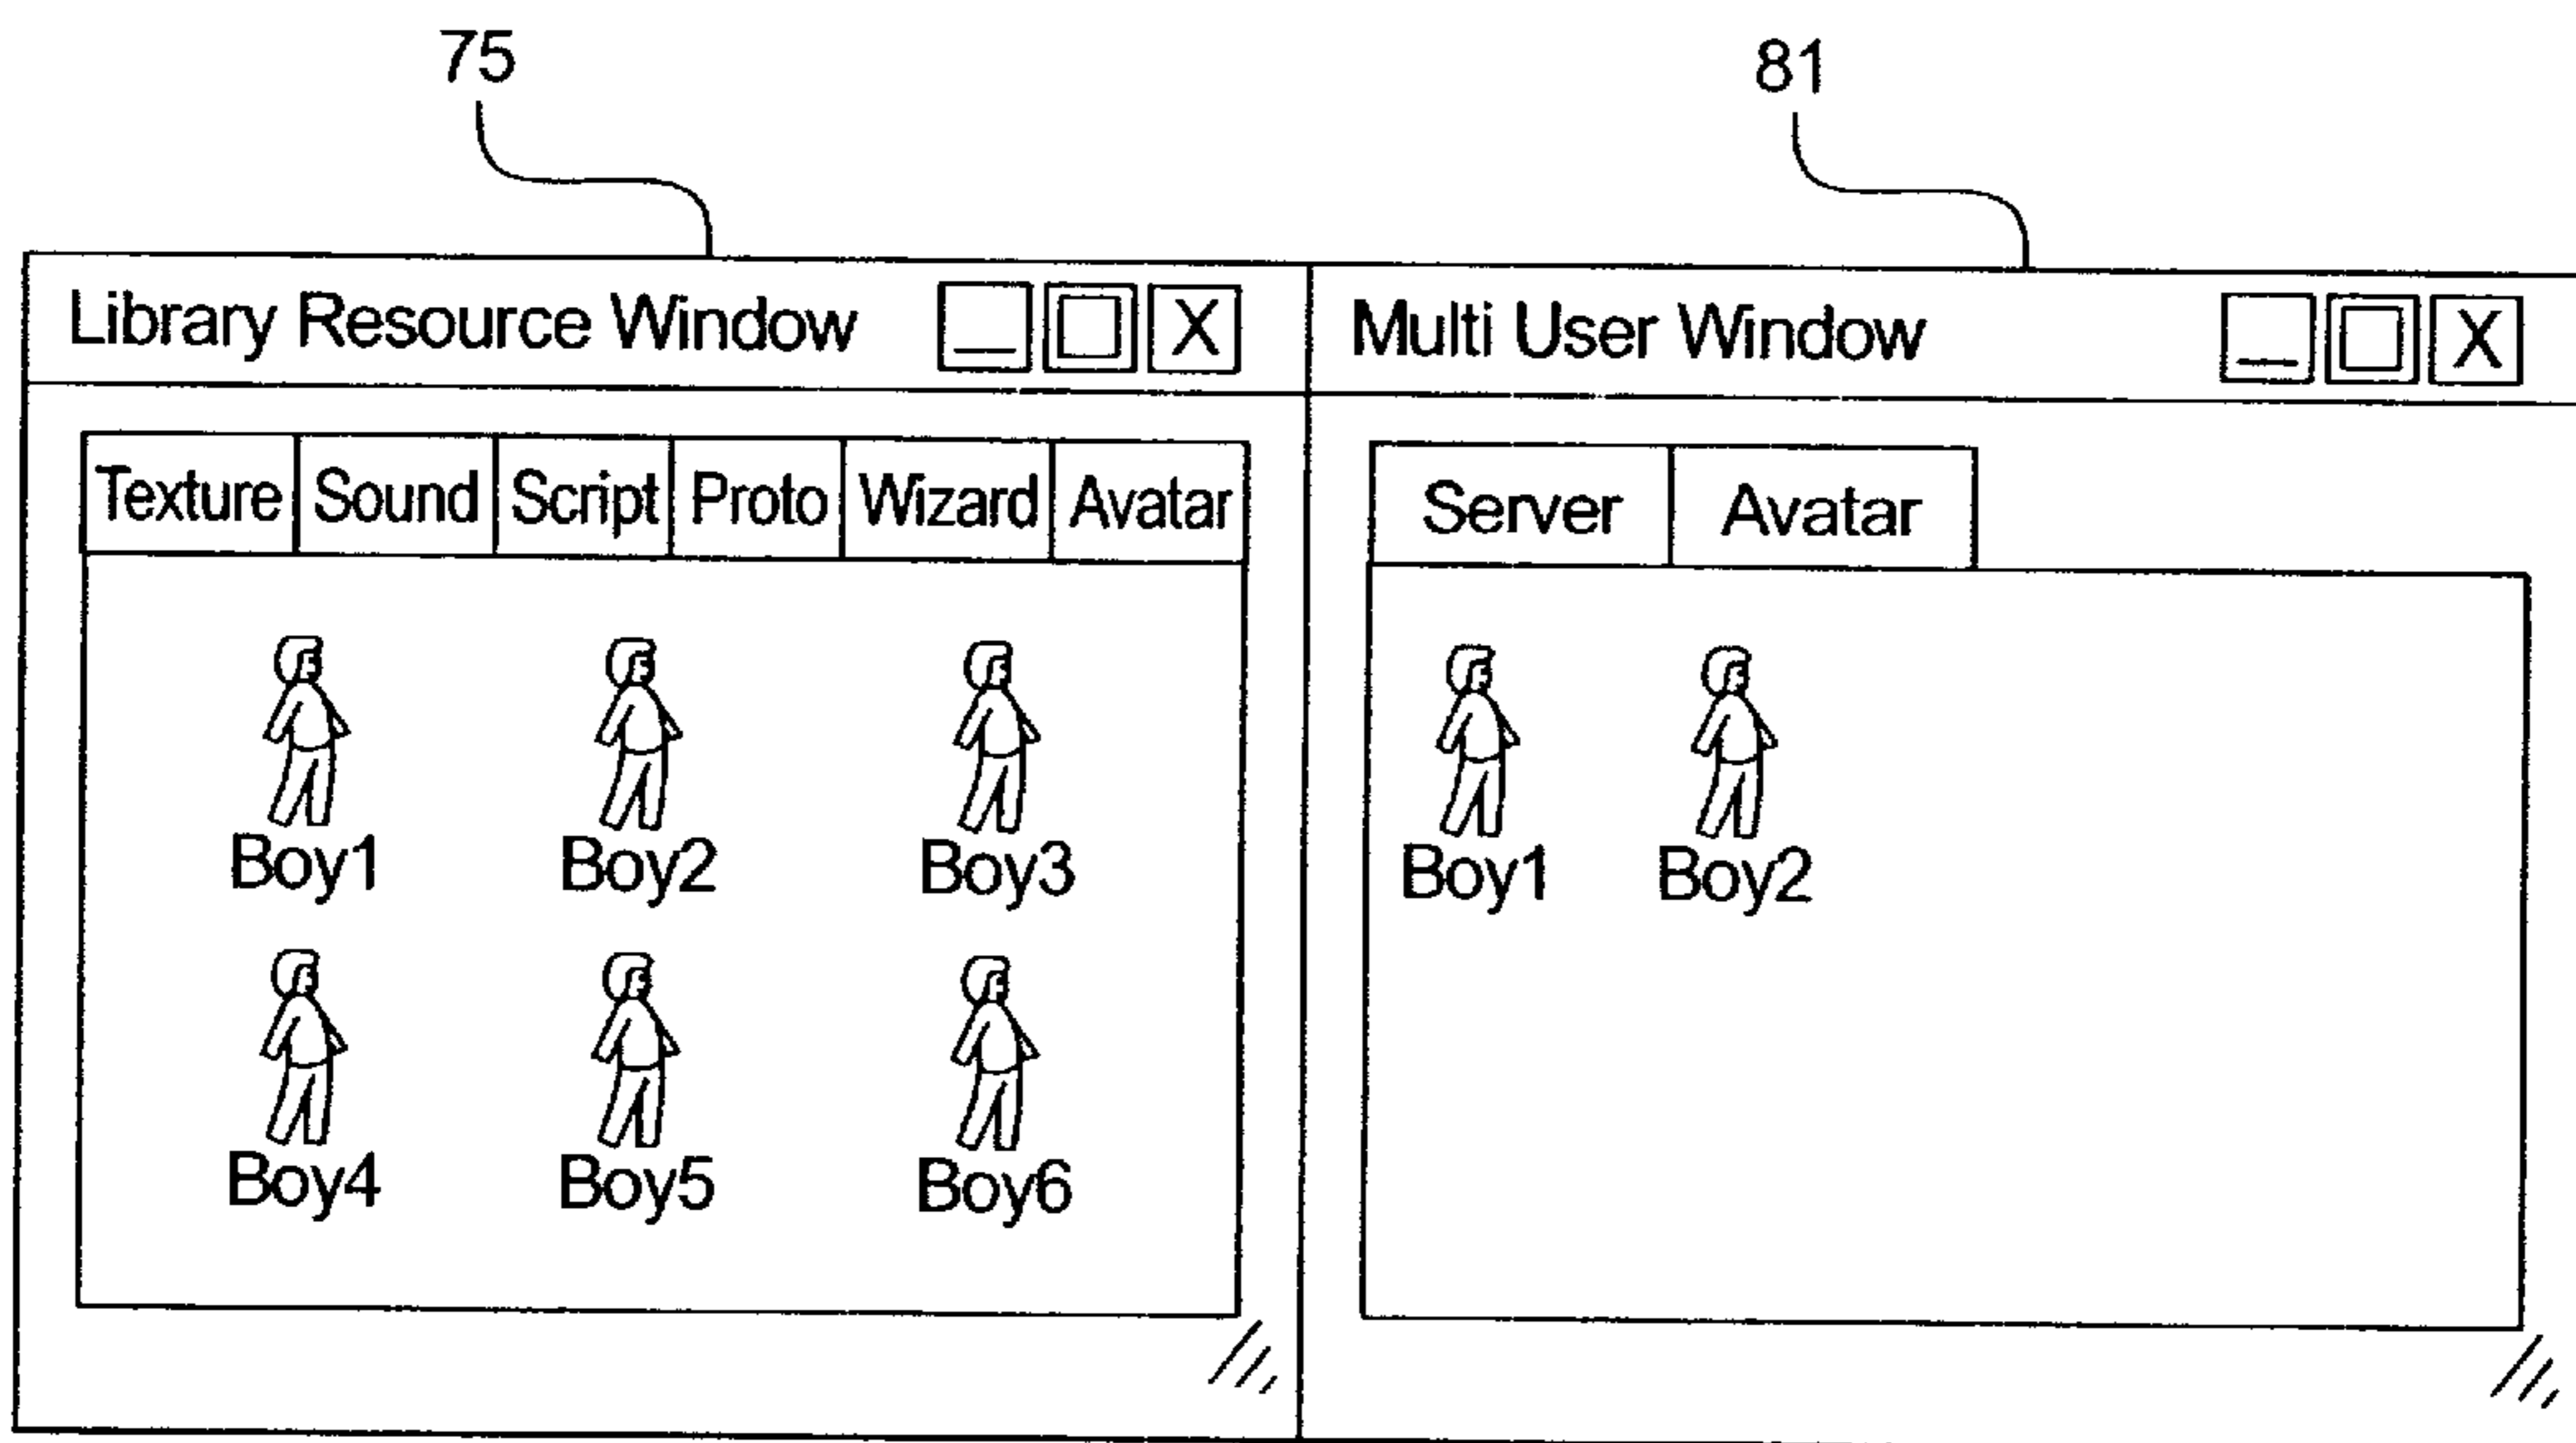 75
81
Library Resource Window
Multi User Window
Texture Sound Script Proto Wizard Avatar
Server Avatar
Boy1 Boy2 Boy3
Boy4 Boy5 Boy6
Boy1 Boy2